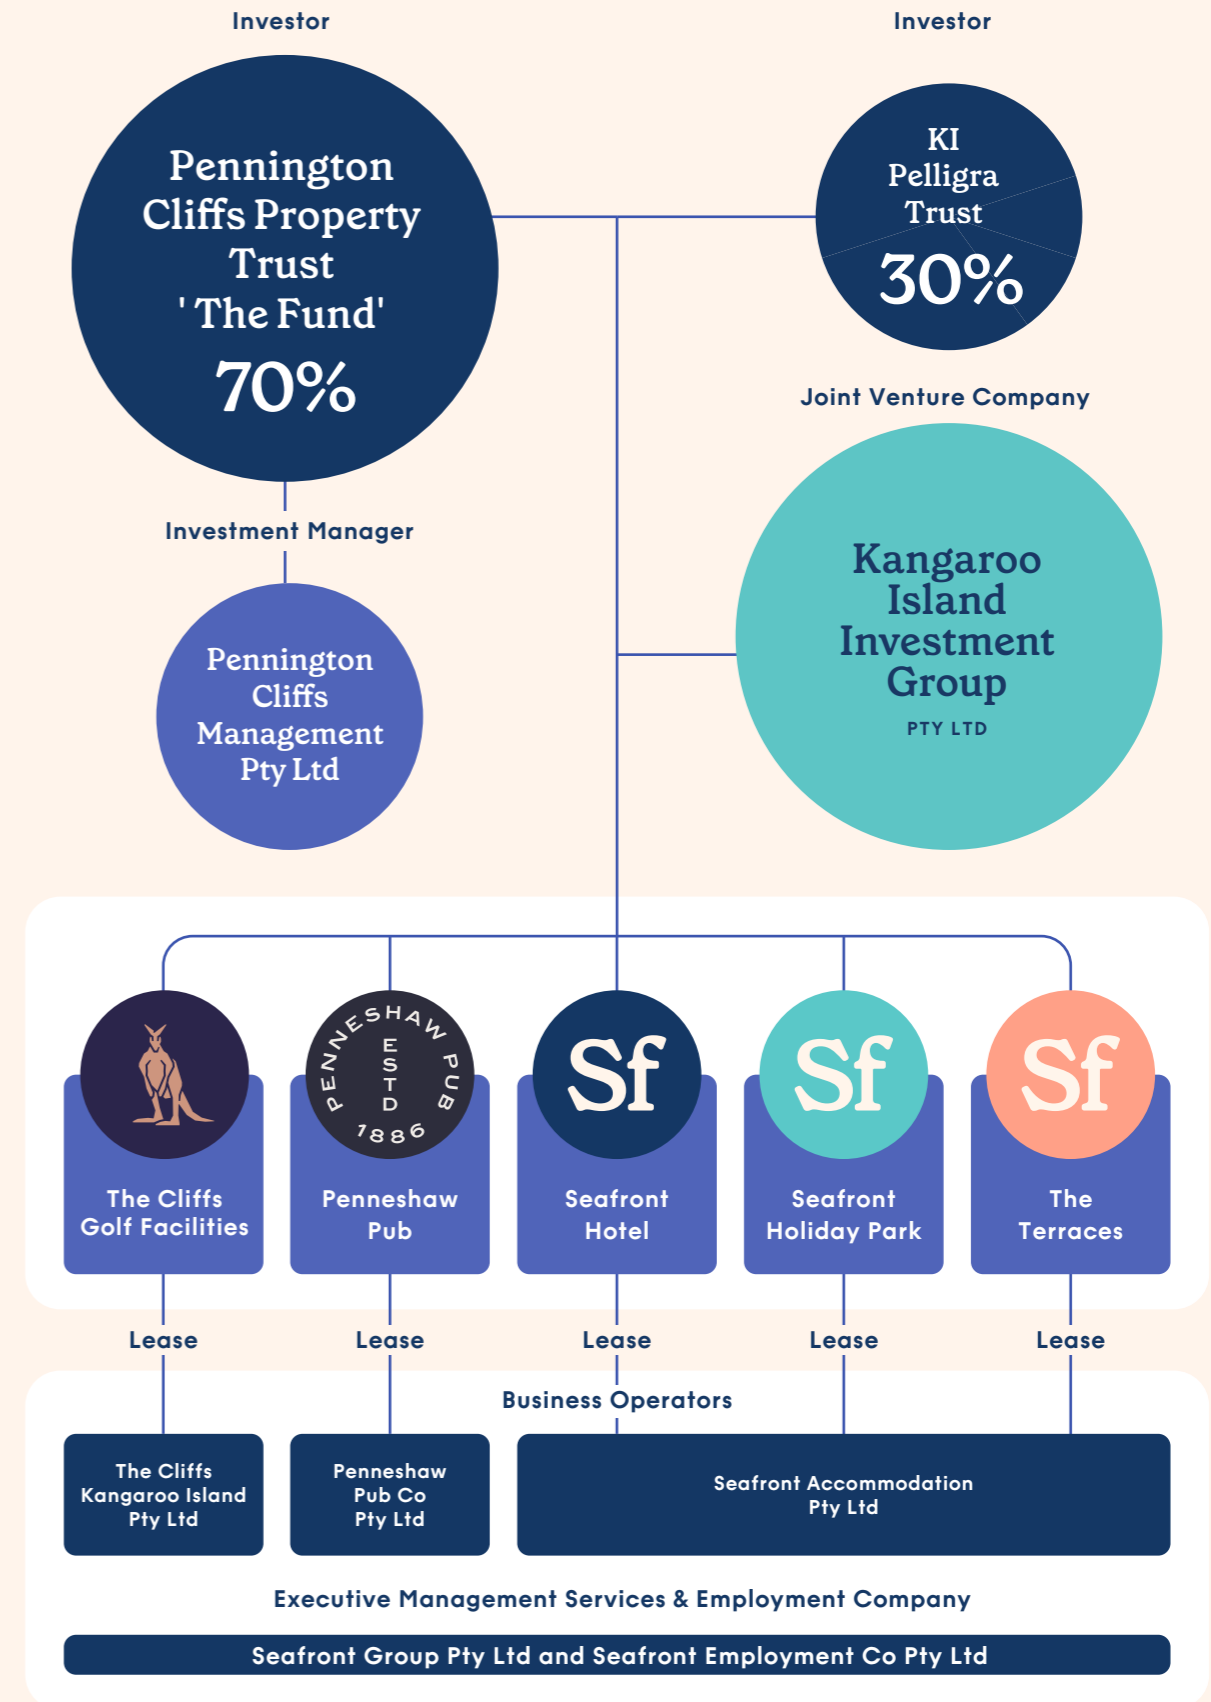 Investor
Pennington
Cliffs Property
Trust
' The Fund'
70%
Investor
KI
Pelligra
Trust
30%
Joint Venture Company
Kangaroo
Island
Investment
Group
PTY LTD
Investment Manager
Pennington
Cliffs
Management
Pty Ltd
The Cliffs
Golf Facilities
PENNESHAW PUB
ESTD
1886
Penneshaw
Pub
Sf
Seafront
Hotel
Sf
Seafront
Holiday Park
Sf
The
Terraces
Lease
Lease
Lease
Lease
Lease
Business Operators
The Cliffs
Kangaroo Island
Pty Ltd
Penneshaw
Pub Co
Pty Ltd
Seafront Accommodation
Pty Ltd
Executive Management Services & Employment Company
Seafront Group Pty Ltd and Seafront Employment Co Pty Ltd